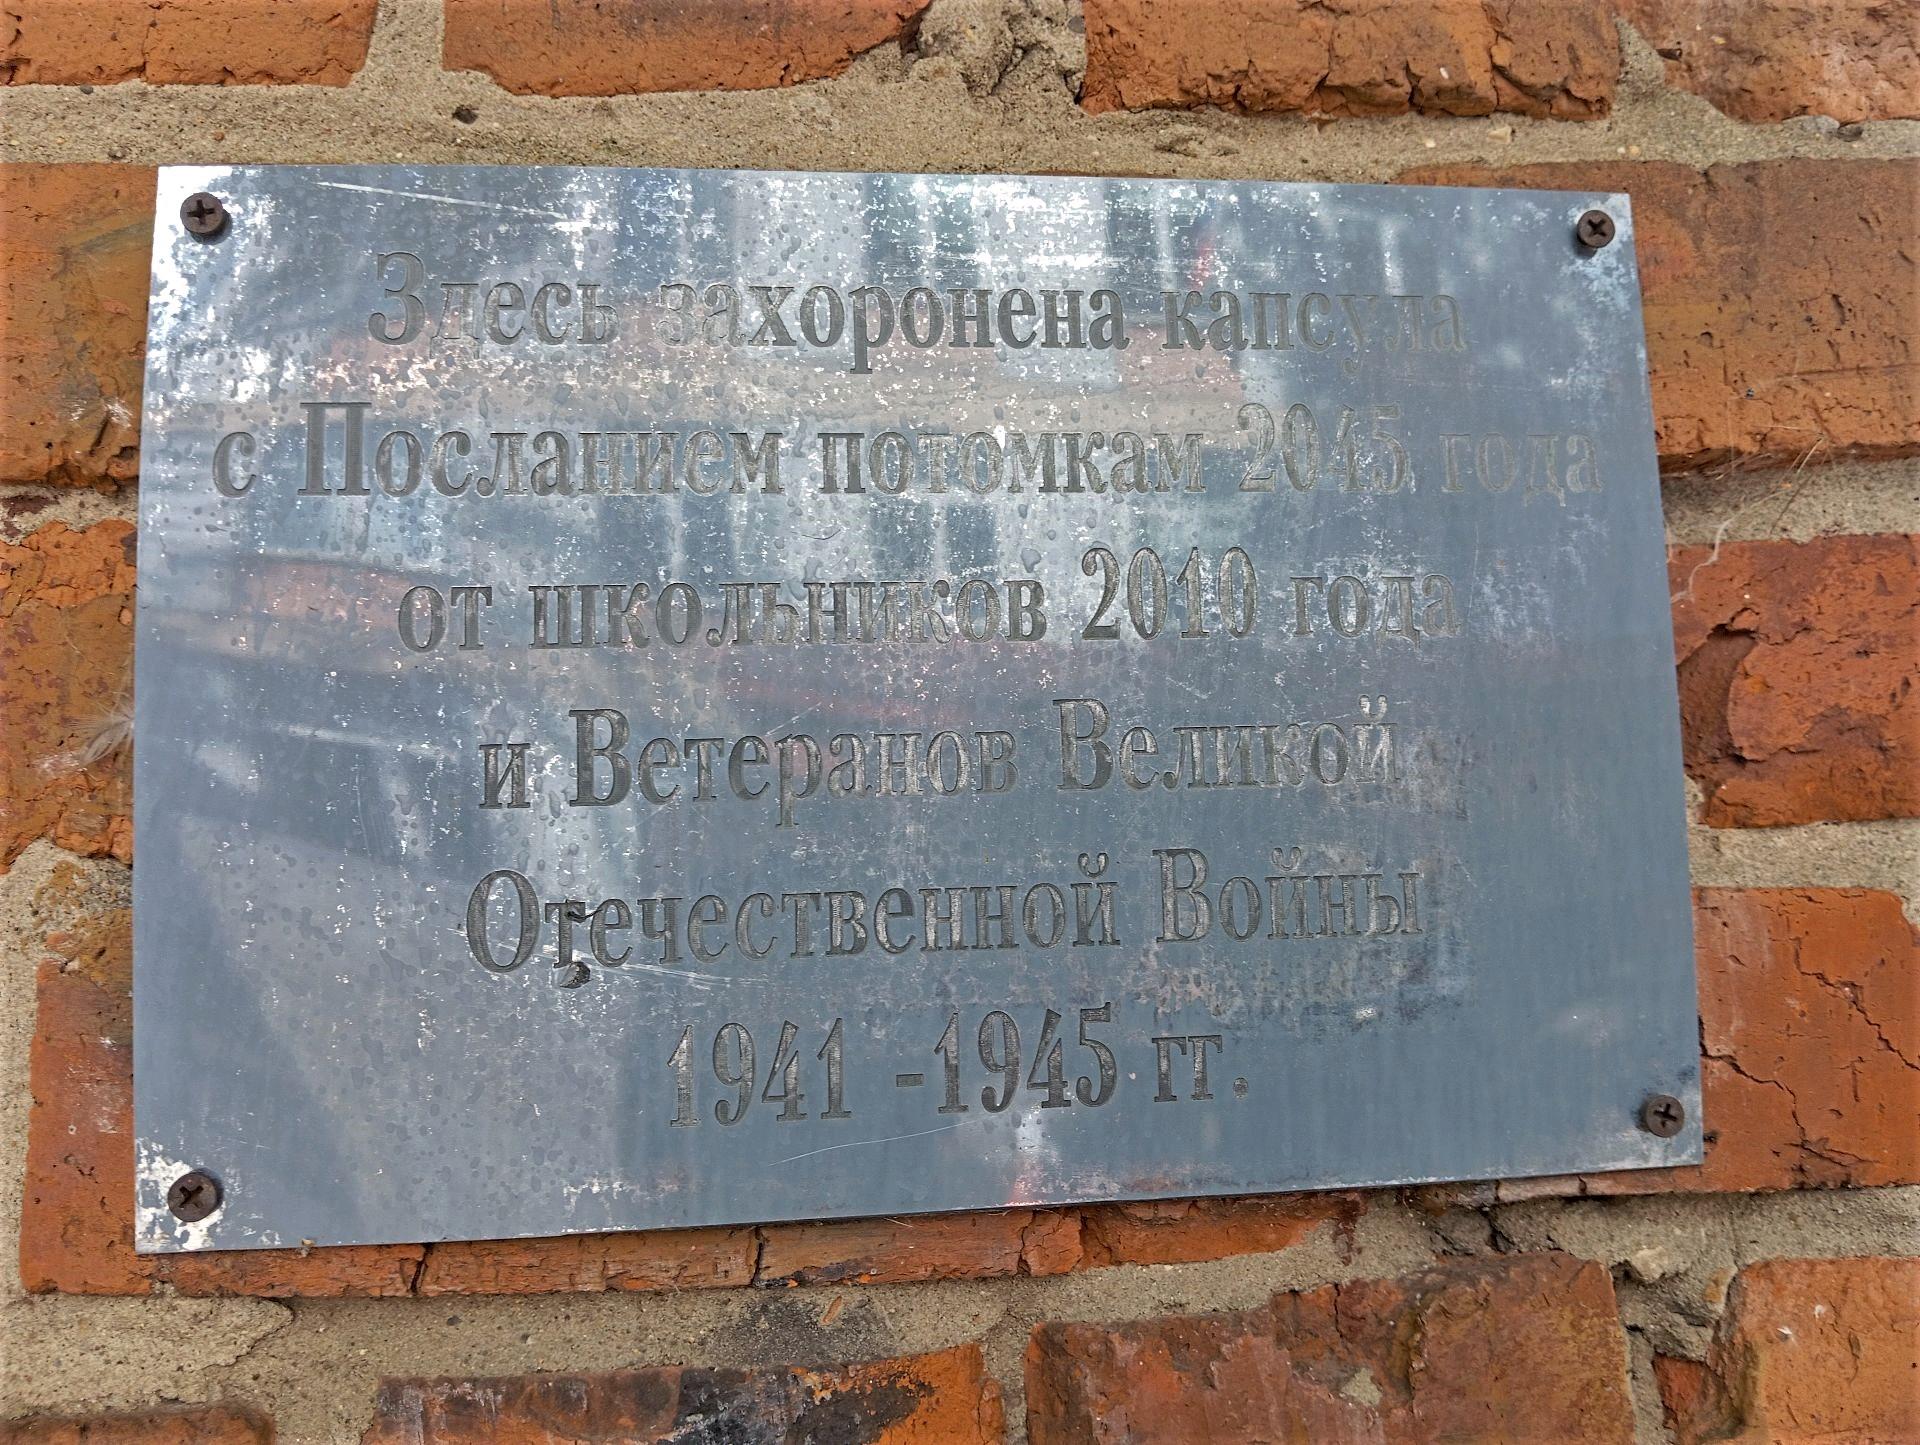 Здесь захоронена капсула
с Посланием потомкам 2045 года
от школьников 2010 года
и Ветеранов Великой
Отечественной Войны
1941 -1945 гг.